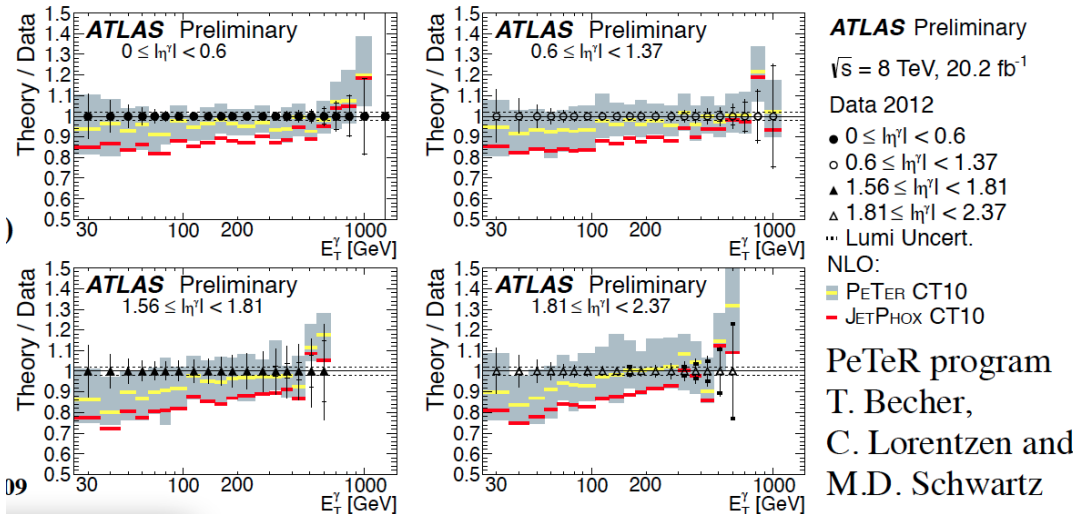 ATLAS Preliminary
0 ≤ |ηγ| < 0.6
Theory / Data
1.5
1.4
1.3
1.2
1.1
1
0.9
0.8
0.7
0.6
0.5
30 100 200 1000
E_T^γ [GeV]
ATLAS Preliminary
0.6 ≤ |ηγ| < 1.37
Theory / Data
1.5
1.4
1.3
1.2
1.1
1
0.9
0.8
0.7
0.6
0.5
30 100 200 1000
E_T^γ [GeV]
ATLAS Preliminary
√s = 8 TeV, 20.2 fb⁻¹
Data 2012
0 ≤ |ηγ| < 0.6
0.6 ≤ |ηγ| < 1.37
1.56 ≤ |ηγ| < 1.81
1.81 ≤ |ηγ| < 2.37
Lumi Uncert.
NLO:
PETER CT10
JETPHOX CT10
)
ATLAS Preliminary
1.56 ≤ |ηγ| < 1.81
Theory / Data
1.5
1.4
1.3
1.2
1.1
1
0.9
0.8
0.7
0.6
0.5
30 100 200 1000
E_T^γ [GeV]
ATLAS Preliminary
1.81 ≤ |ηγ| < 2.37
Theory / Data
1.5
1.4
1.3
1.2
1.1
1
0.9
0.8
0.7
0.6
0.5
30 100 200 1000
E_T^γ [GeV]
PeTeR program
T. Becher,
C. Lorentzen and
M.D. Schwartz
09